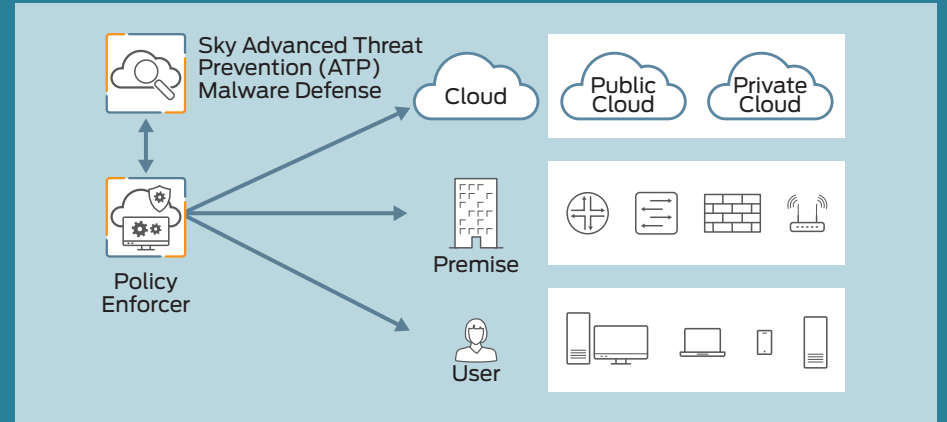 Sky Advanced Threat
Prevention (ATP)
Malware Defense
Cloud
Public
Cloud
Private
Cloud
Premise
Policy
Enforcer
User